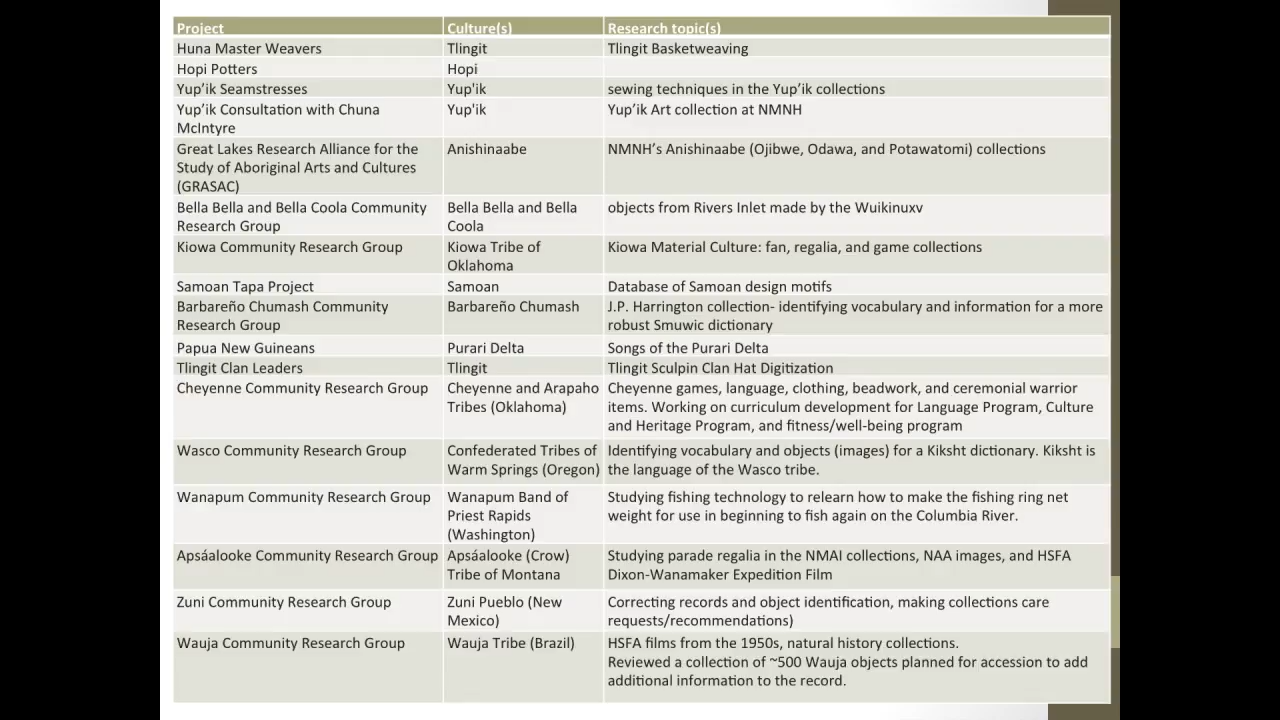 Project Culture(s) Research topic(s)
Huna Master Weavers Tlingit Tlingit Basketweaving
Hopi Potters Hopi
Yup’ik Seamstresses Yup'ik sewing techniques in the Yup’ik collections
Yup’ik Consultation with Chuna Yup'ik Yup’ik Art collection at NMNH
McIntyre
Great Lakes Research Alliance for the Anishinaabe NMNH’s Anishinaabe (Ojibwe, Odawa, and Potawatomi) collections
Study of Aboriginal Arts and Cultures
(GRASAC)
Bella Bella and Bella Coola Community Bella Bella and Bella objects from Rivers Inlet made by the Wuikinuxv
Research Group Coola
Kiowa Community Research Group Kiowa Tribe of Kiowa Material Culture: fan, regalia, and game collections
Oklahoma
Samoan Tapa Project Samoan Database of Samoan design motifs
Barbareño Chumash Community Barbareño Chumash J.P. Harrington collection- identifying vocabulary and information for a more
Research Group robust Smuwic dictionary
Papua New Guineans Purari Delta Songs of the Purari Delta
Tlingit Clan Leaders Tlingit Tlingit Sculpin Clan Hat Digitization
Cheyenne Community Research Group Cheyenne and Arapaho Cheyenne games, language, clothing, beadwork, and ceremonial warrior
Tribes (Oklahoma) items. Working on curriculum development for Language Program, Culture
and Heritage Program, and fitness/well-being program
Wasco Community Research Group Confederated Tribes of Identifying vocabulary and objects (images) for a Kiksht dictionary. Kiksht is
Warm Springs (Oregon) the language of the Wasco tribe.
Wanapum Community Research Group Wanapum Band of Studying fishing technology to relearn how to make the fishing ring net
Priest Rapids weight for use in beginning to fish again on the Columbia River.
(Washington)
Apsáalooke Community Research Group Apsáalooke (Crow) Studying parade regalia in the NMAI collections, NAA images, and HSFA
Tribe of Montana Dixon-Wanamaker Expedition Film
Zuni Community Research Group Zuni Pueblo (New Correcting records and object identification, making collections care
Mexico) requests/recommendations)
Wauja Community Research Group Wauja Tribe (Brazil) HSFA films from the 1950s, natural history collections.
Reviewed a collection of ~500 Wauja objects planned for accession to add
additional information to the record.